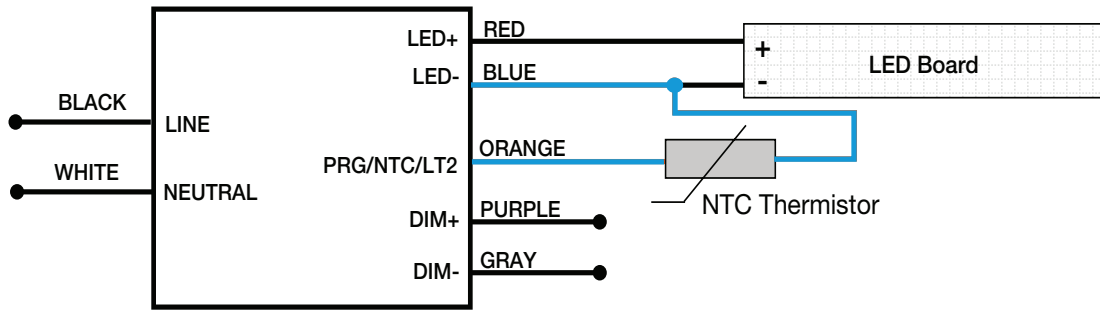 RED
LED+
+
LED Board
LED-
BLUE
-
BLACK
LINE
ORANGE
PRG/NTC/LT2
WHITE
NEUTRAL
NTC Thermistor
PURPLE
DIM+
GRAY
DIM-